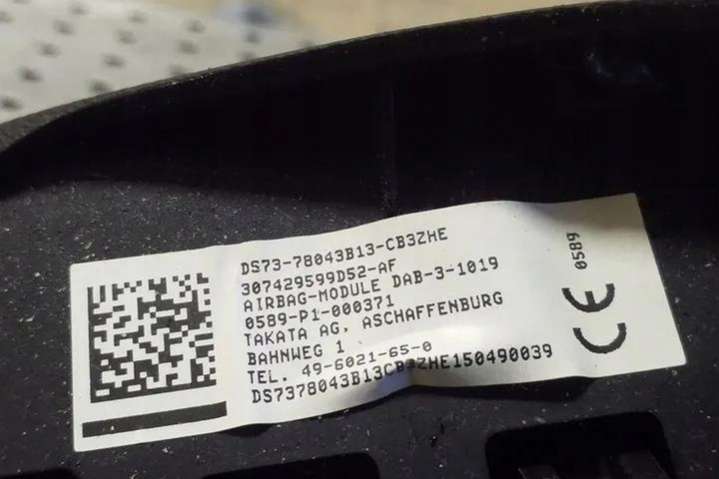 DS73-78043B13-CB3ZHE
307429599D52-AF
AIRBAG-MODULE DAB-3-1019
0589-P1-000371
TAKATA AG, ASCHAFFENBURG
BAHNWEG 1
TEL. 49-6021-65-0
DS7378043B13CB3ZHE150490039
CE 0589